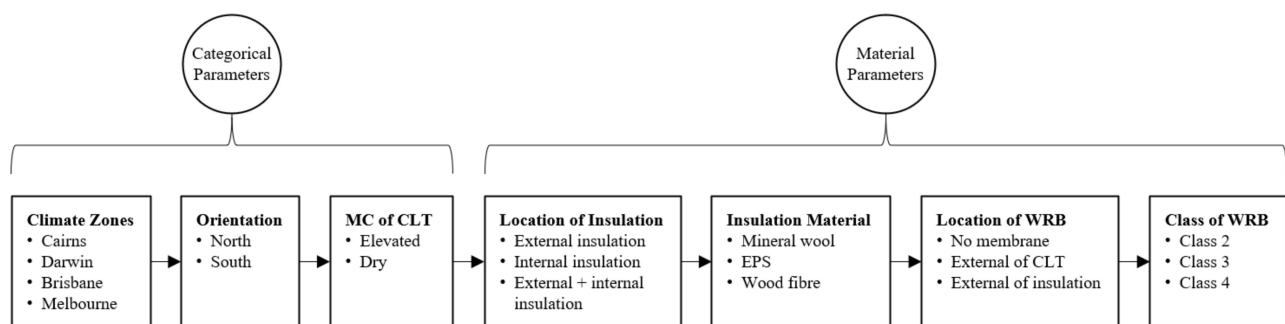 Categorical
Parameters
Material
Parameters
Climate Zones
• Cairns
• Darwin
• Brisbane
• Melbourne
Orientation
• North
• South
MC of CLT
• Elevated
• Dry
Location of Insulation
• External insulation
• Internal insulation
• External + internal
insulation
Insulation Material
• Mineral wool
• EPS
• Wood fibre
Location of WRB
• No membrane
• External of CLT
• External of insulation
Class of WRB
• Class 2
• Class 3
• Class 4